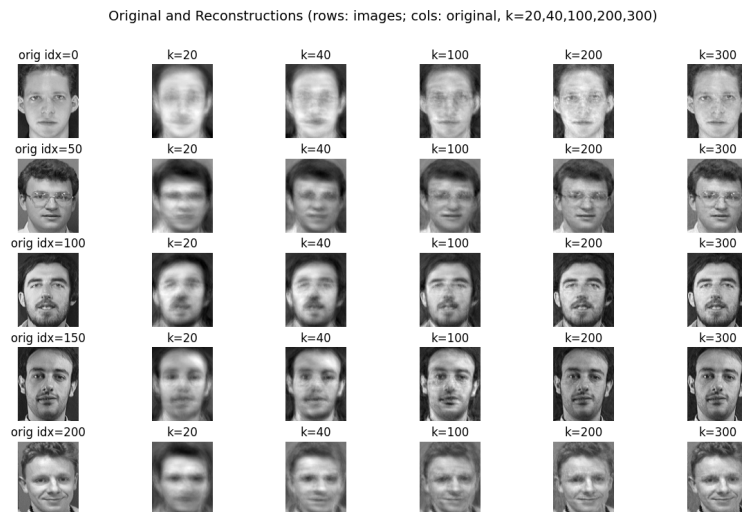 Original and Reconstructions (rows: images; cols: original, k=20,40,100,200,300)
orig idx=0 k=20 k=40 k=100 k=200 k=300
orig idx=50 k=20 k=40 k=100 k=200 k=300
orig idx=100 k=20 k=40 k=100 k=200 k=300
orig idx=150 k=20 k=40 k=100 k=200 k=300
orig idx=200 k=20 k=40 k=100 k=200 k=300